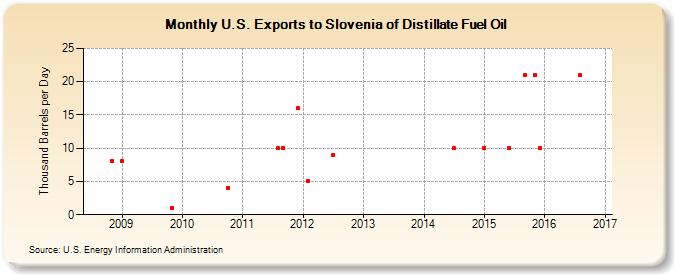 Monthly U.S. Exports to Slovenia of Distillate Fuel Oil
Thousand Barrels per Day
25
20
15
10
5
0
2009 2010 2011 2012 2013 2014 2015 2016 2017
Source: U.S. Energy Information Administration